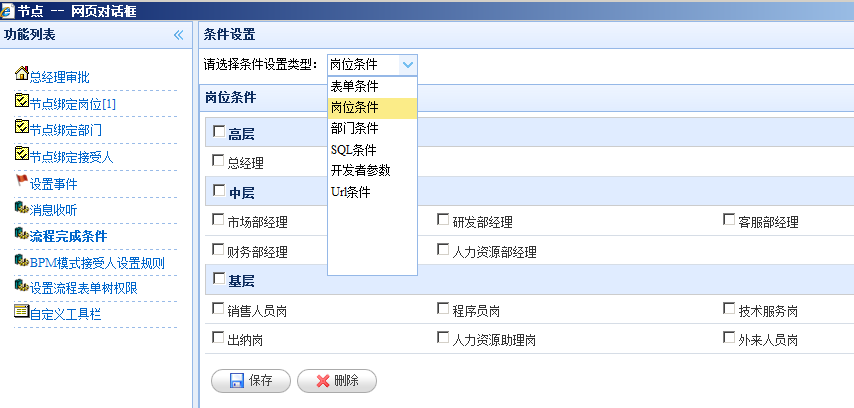 节点 -- 网页对话框
功能列表
总经理审批
节点绑定岗位[1]
节点绑定部门
节点绑定接受人
设置事件
消息收听
流程完成条件
BPM模式接受人设置规则
设置流程表单树权限
自定义工具栏
条件设置
请选择条件设置类型： 岗位条件
表单条件
岗位条件
部门条件
SQL条件
开发者参数
Url条件
岗位条件
高层
总经理
中层
市场部经理 研发部经理 客服部经理
财务部经理 人力资源部经理
基层
销售人员岗 程序员岗 技术服务岗
出纳岗 人力资源助理岗 外来人员岗
保存 删除